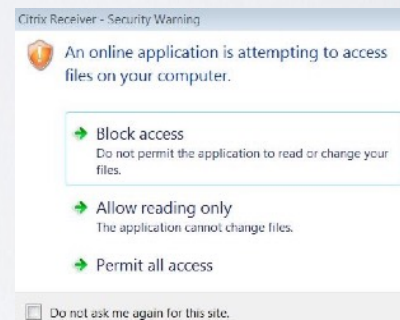 Citrix Receiver - Security Warning
An online application is attempting to access
files on your computer.
Block access
Do not permit the application to read or change your
files.
Allow reading only
The application cannot change files.
Permit all access
Do not ask me again for this site.